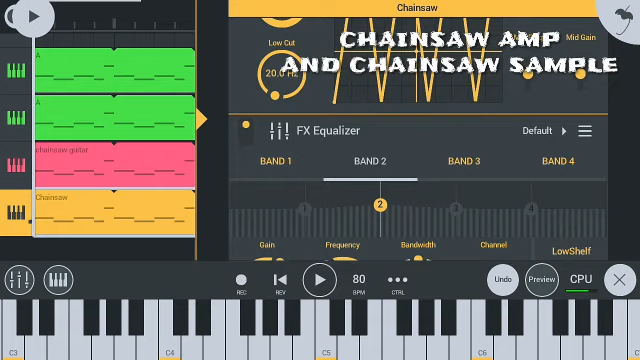 Chainsaw
CHAINSAW AMP
AND CHAINSAW SAMPLE
Low Cut
Mid Gain
20.0 Hz
A
A
chainsaw guitar
Chainsaw
FX Equalizer
Default
BAND 1
BAND 2
BAND 3
BAND 4
1
2
3
4
Gain
Frequency
Bandwidth
Channel
LowShelf
REC
REV
80
BPM
CTRL
Undo
Preview
CPU
C3
C4
C5
C6